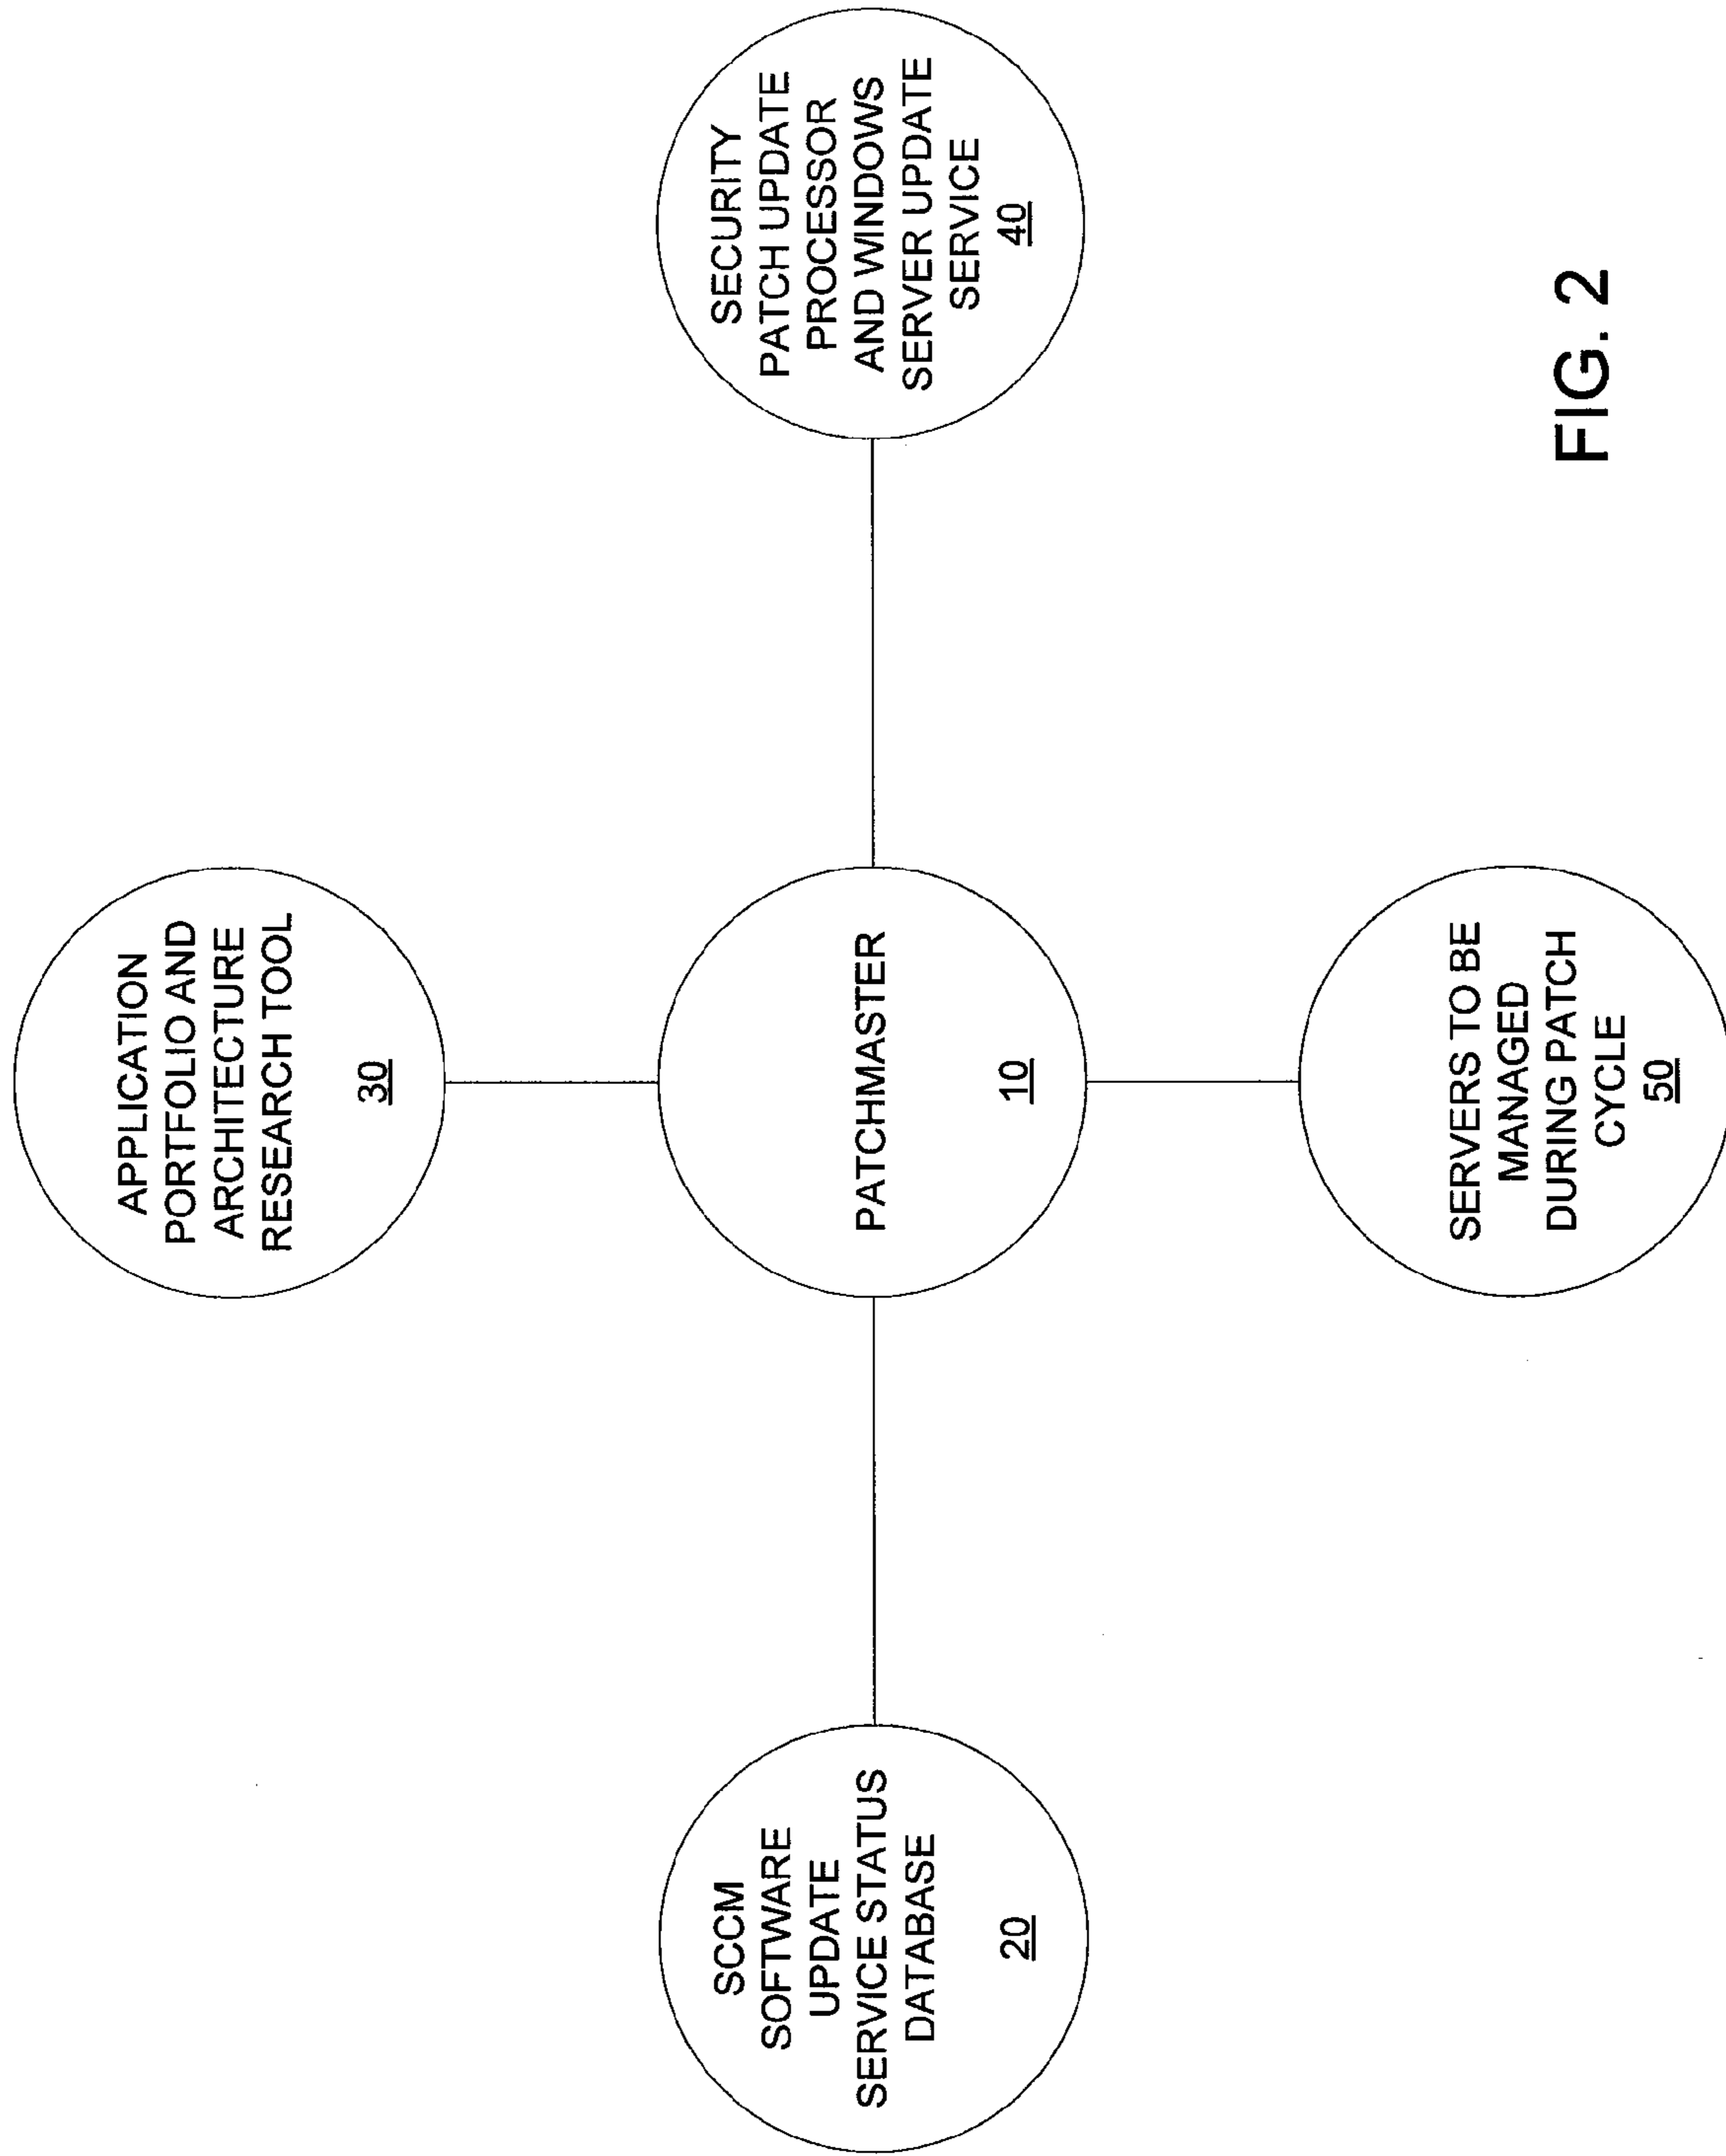 APPLICATION
PORTFOLIO AND
ARCHITECTURE
RESEARCH TOOL
30
SCCM
SOFTWARE
UPDATE
SERVICE STATUS
DATABASE
20
PATCHMASTER
10
SECURITY
PATCH UPDATE
PROCESSOR
AND WINDOWS
SERVER UPDATE
SERVICE
40
SERVERS TO BE
MANAGED
DURING PATCH
CYCLE
50
FIG. 2